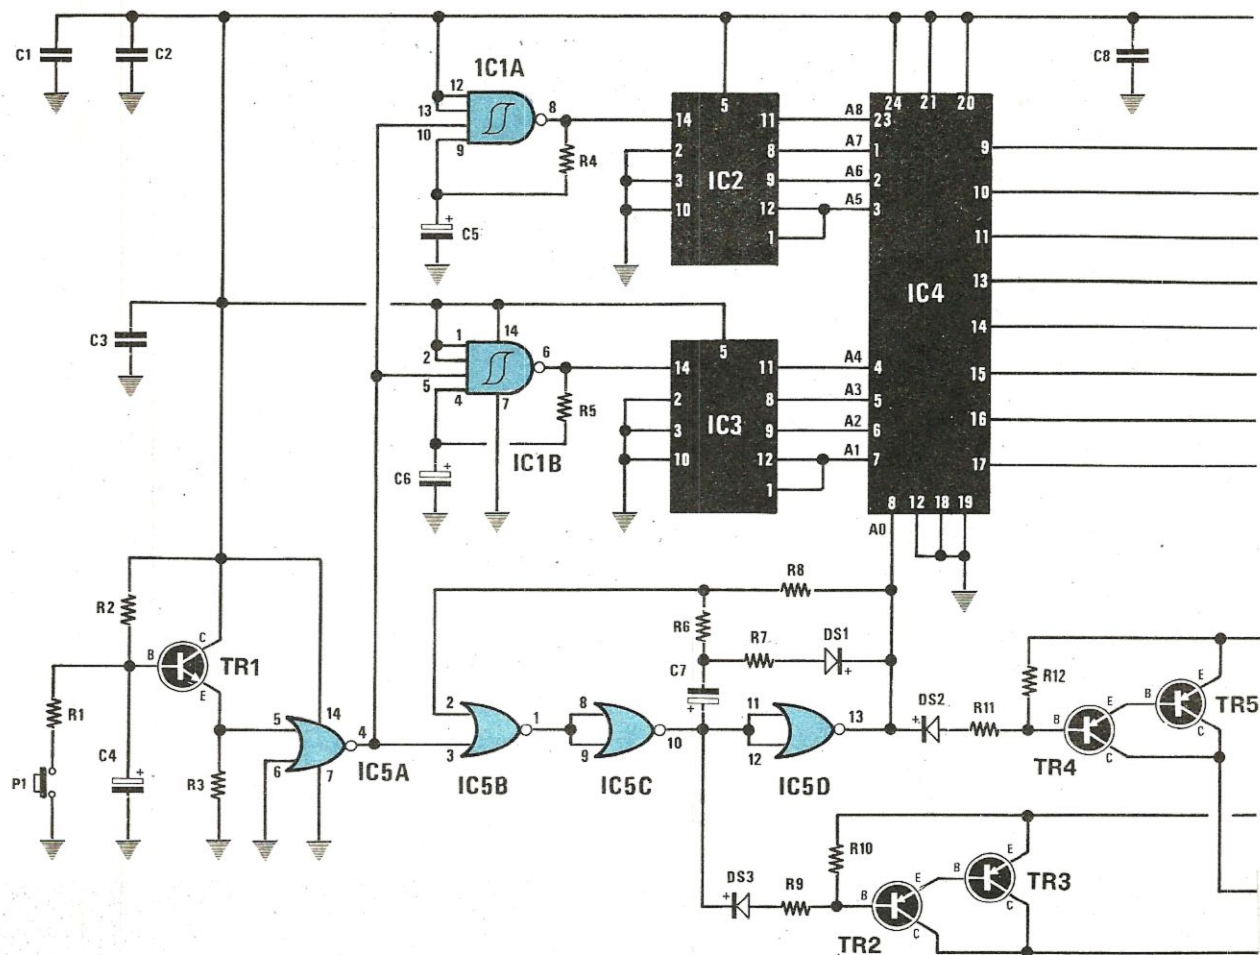 C1
C2
1C1A
12
13
10
9
8
R4
C5
5
14
2
3
10
IC2
11
8
9
12
1
A8
A7
A6
A5
24
21
20
23
1
2
3
IC4
9
10
11
13
14
15
16
17
C8
C3
1
2
5
4
14
7
6
R5
IC1B
C6
5
14
2
3
10
IC3
11
8
9
12
1
A4
A3
A2
A1
4
5
6
7
8
12
18
19
A0
R2
B
C
E
TR1
R1
P1
C4
R3
5
6
14
7
4
IC5A
2
3
1
IC5B
8
9
10
IC5C
R6
R8
R7
DS1
+
C7
+
11
12
13
IC5D
DS2
+
R11
R12
B
E
C
TR4
B
E
C
TR5
DS3
+
R9
R10
B
E
C
TR2
B
E
C
TR3